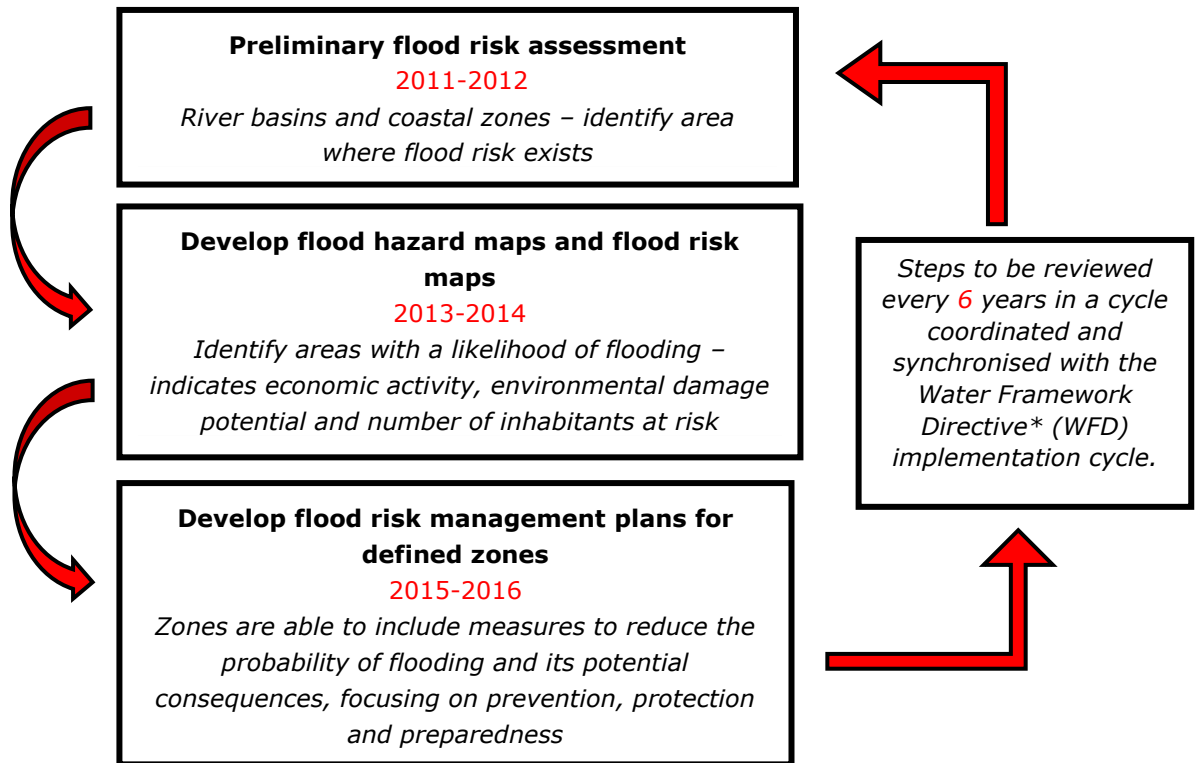 Preliminary flood risk assessment
2011-2012
River basins and coastal zones – identify area
where flood risk exists
Develop flood hazard maps and flood risk
maps
2013-2014
Identify areas with a likelihood of flooding –
indicates economic activity, environmental damage
potential and number of inhabitants at risk
Develop flood risk management plans for
defined zones
2015-2016
Zones are able to include measures to reduce the
probability of flooding and its potential
consequences, focusing on prevention, protection
and preparedness
Steps to be reviewed
every 6 years in a cycle
coordinated and
synchronised with the
Water Framework
Directive* (WFD)
implementation cycle.